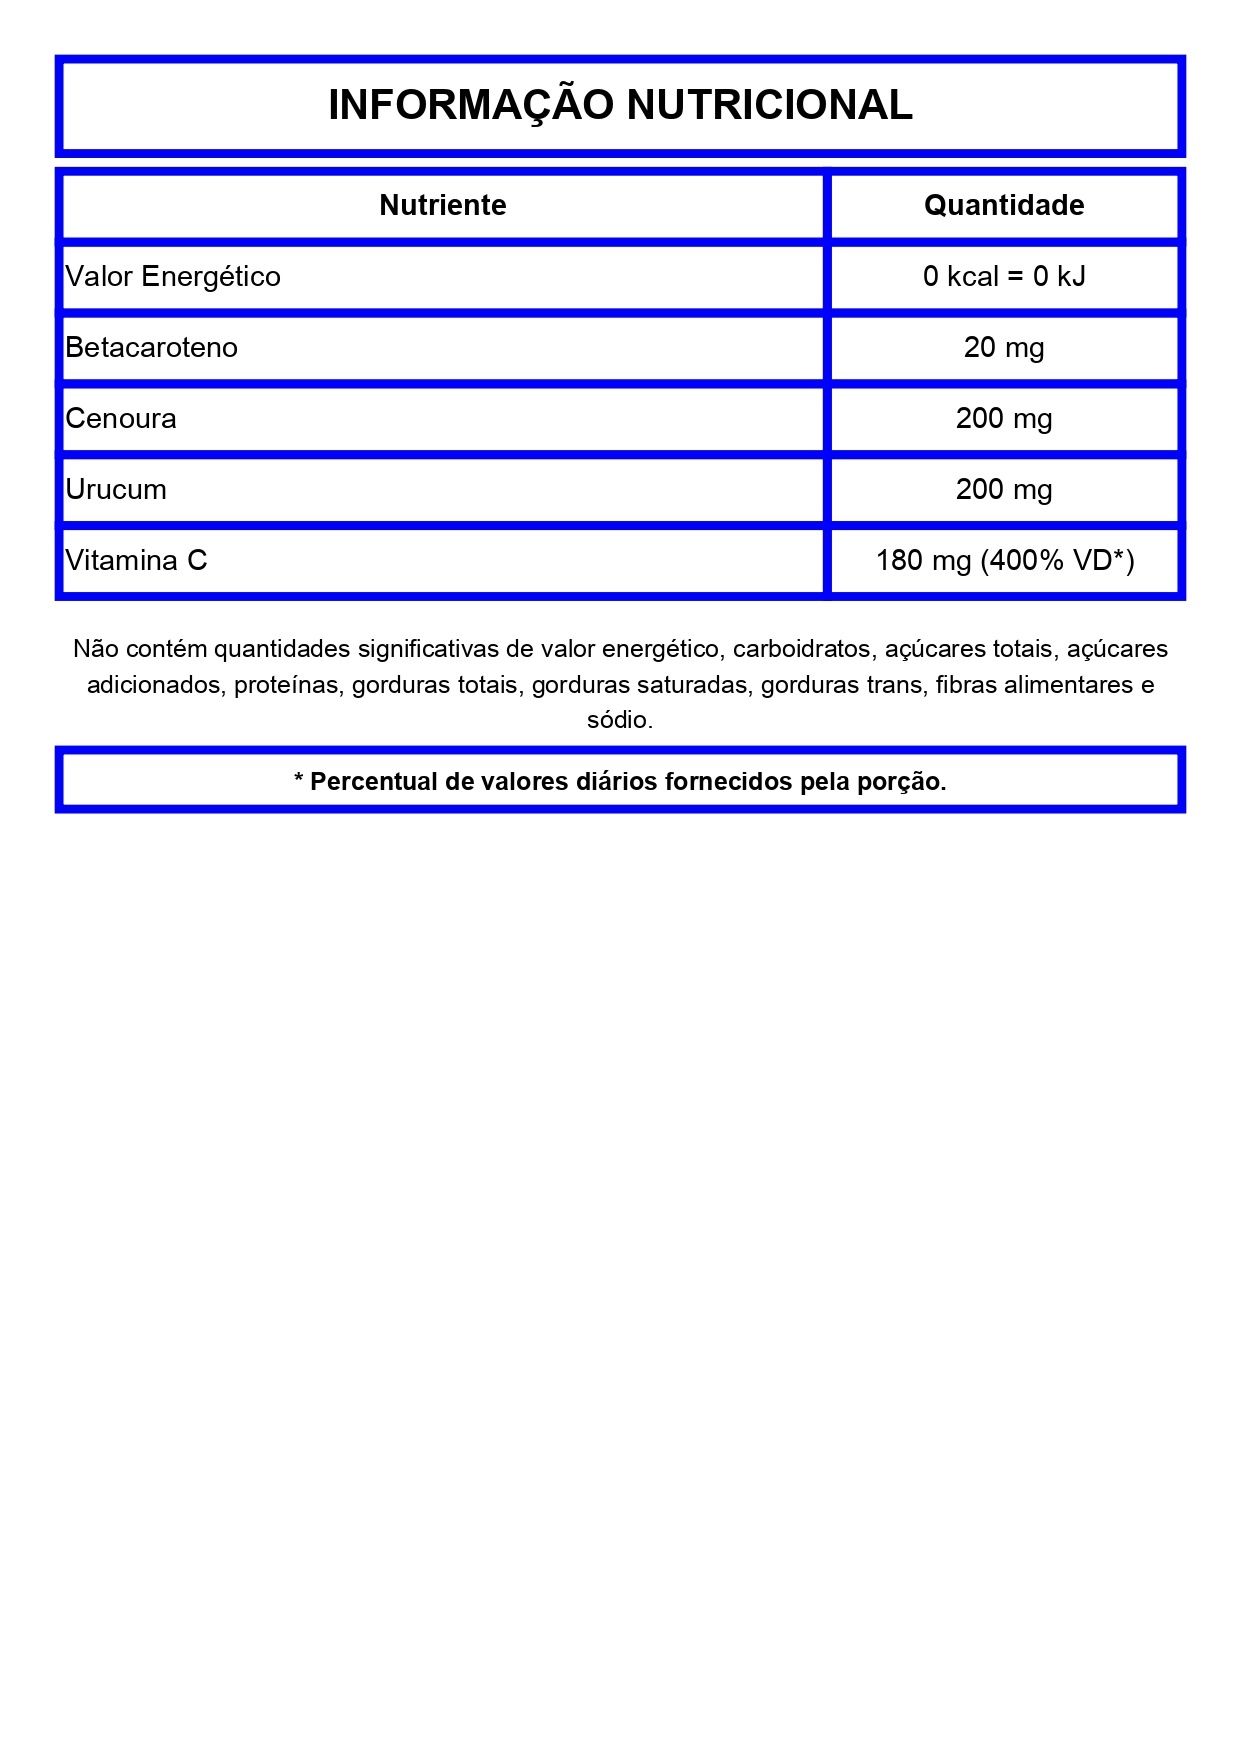 INFORMAÇÃO NUTRICIONAL
Nutriente Quantidade
Valor Energético 0 kcal = 0 kJ
Betacaroteno 20 mg
Cenoura 200 mg
Urucum 200 mg
Vitamina C 180 mg (400% VD*)
Não contém quantidades significativas de valor energético, carboidratos, açúcares totais, açúcares
adicionados, proteínas, gorduras totais, gorduras saturadas, gorduras trans, fibras alimentares e
sódio.
* Percentual de valores diários fornecidos pela porção.